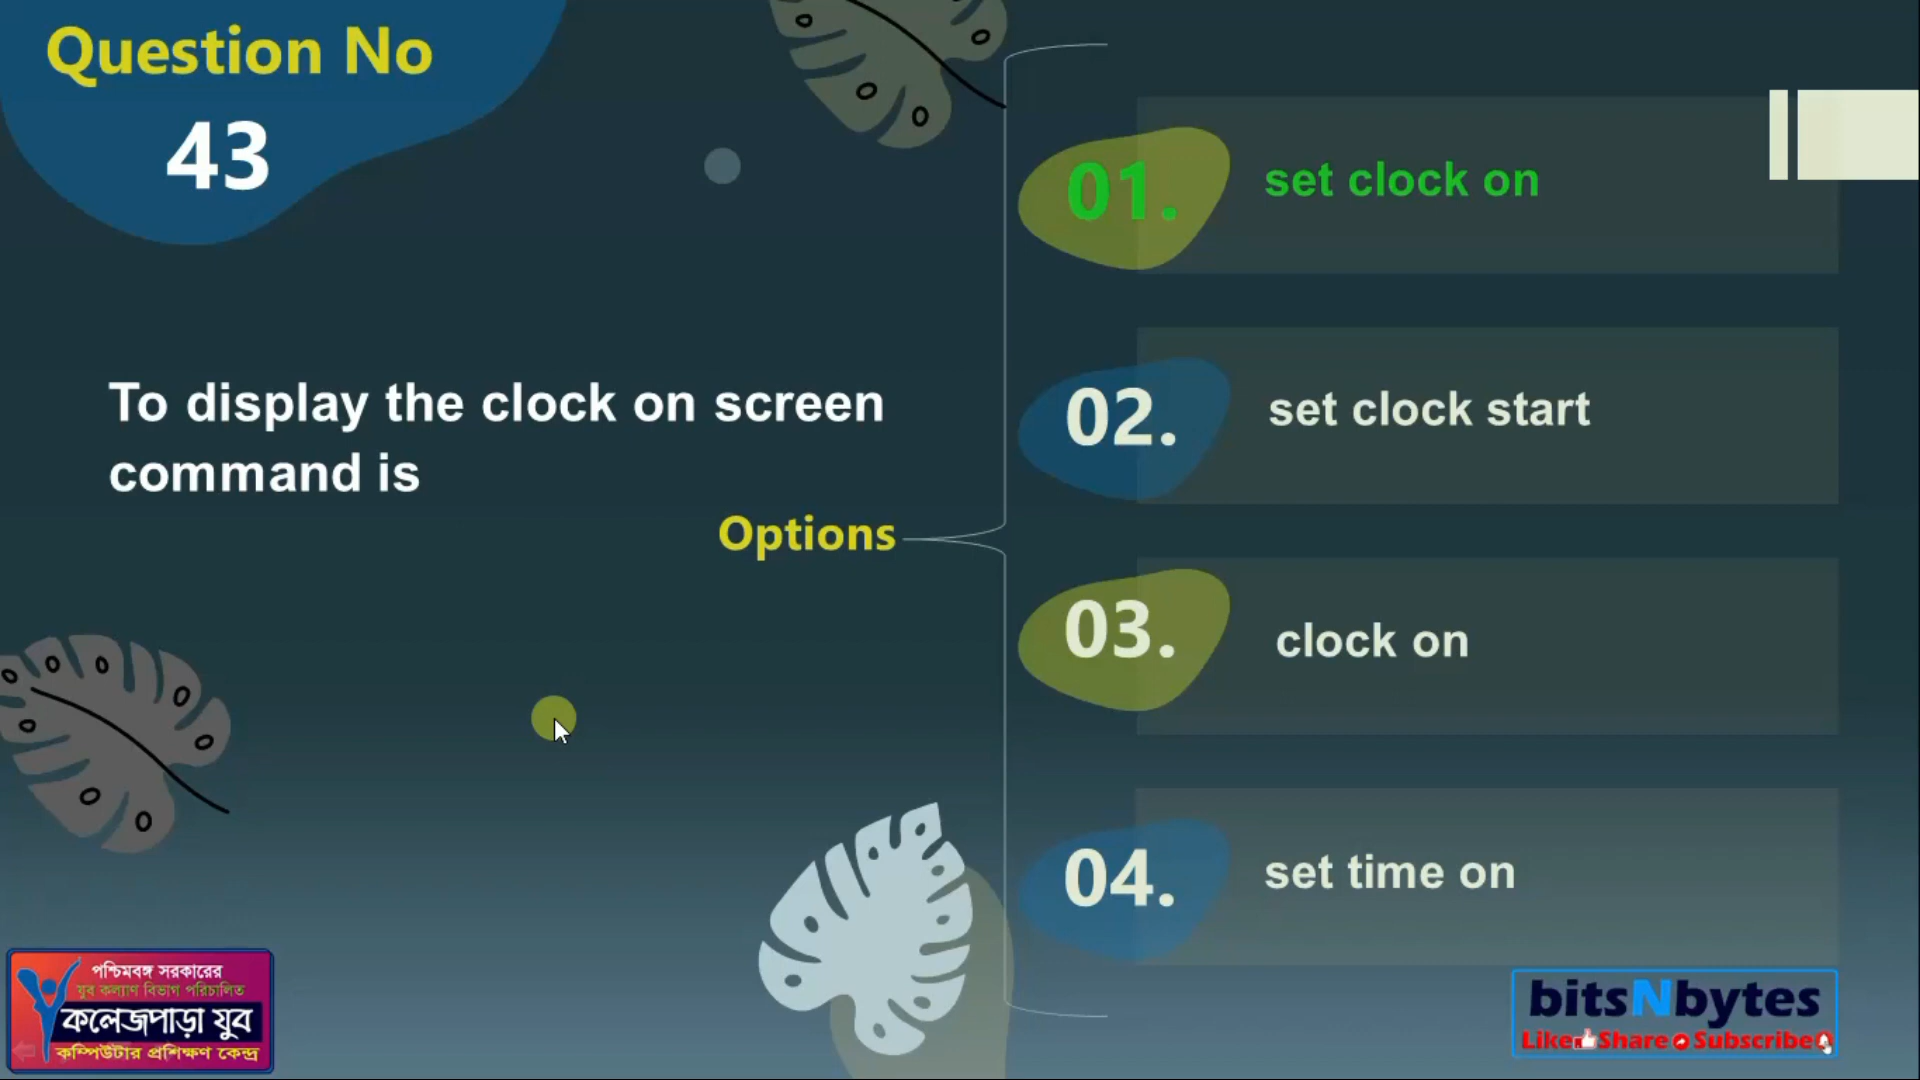 Question No
43
To display the clock on screen
command is
Options
01.
set clock on
02.
set clock start
03.
clock on
04.
set time on
পশ্চিমবঙ্গ সরকারের
যুব কল্যাণ বিভাগ পরিচালিত
কলেজপাড়া যুব
কম্পিউটার প্রশিক্ষণ কেন্দ্র
bitsNbytes
Like Share Subscribe